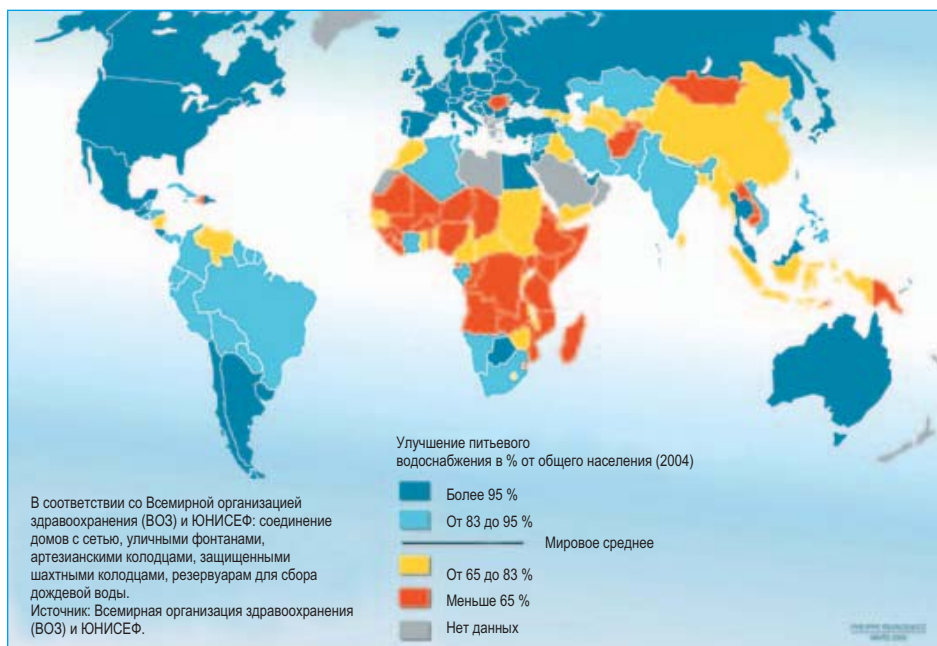 Улучшение питьевого
водоснабжения в % от общего населения (2004)
Более 95 %
От 83 до 95 %
Мировое среднее
От 65 до 83 %
Меньше 65 %
Нет данных
В соответствии со Всемирной организацией
здравоохранения (ВОЗ) и ЮНИСЕФ: соединение
домов с сетью, уличными фонтанами,
артезианскими колодцами, защищенными
шахтными колодцами, резервуарам для сбора
дождевой воды.
Источник: Всемирная организация здравоохранения
(ВОЗ) и ЮНИСЕФ.